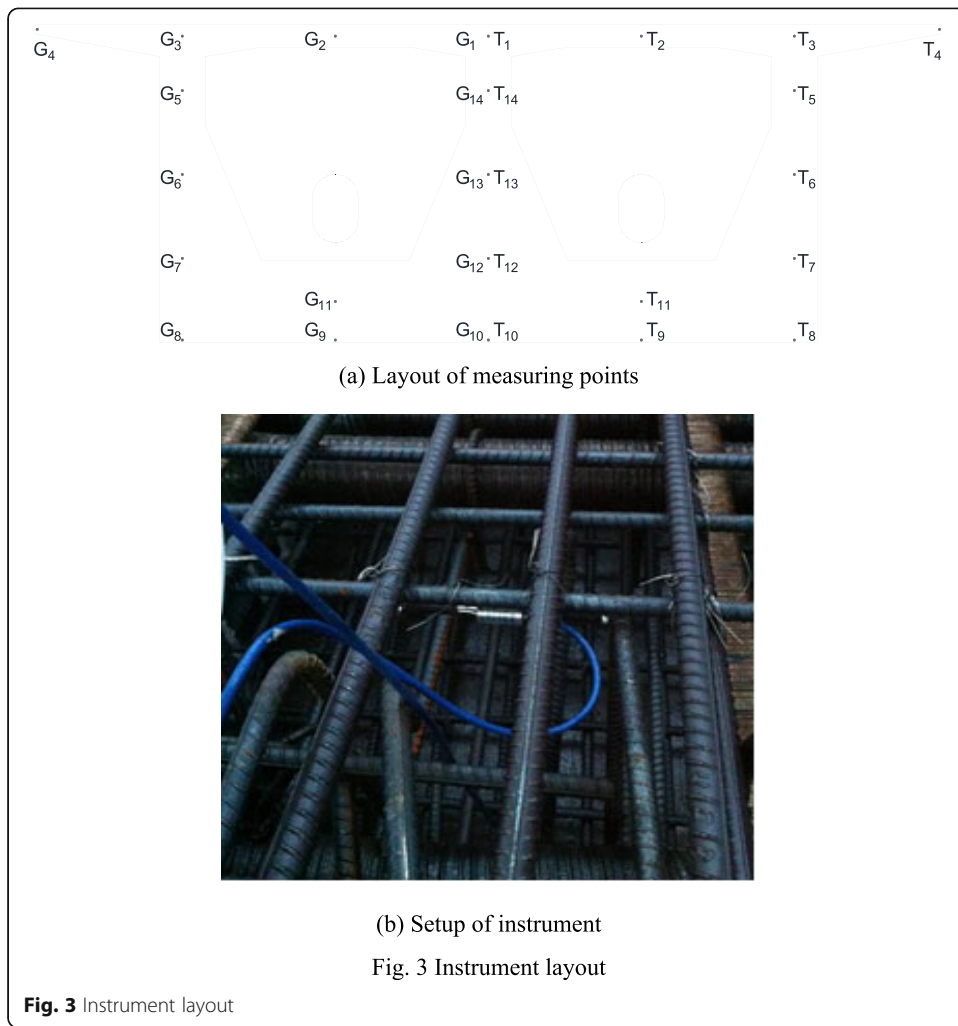 G3 G2 G1 T1 T2 T3
G4 T4
G5 G14 T14 T5
G6 G13 T13 T6
G7 G12 T12 T7
G11 T11
G8 G9 G10 T10 T9 T8
(a) Layout of measuring points
(b) Setup of instrument
Fig. 3 Instrument layout
Fig. 3 Instrument layout